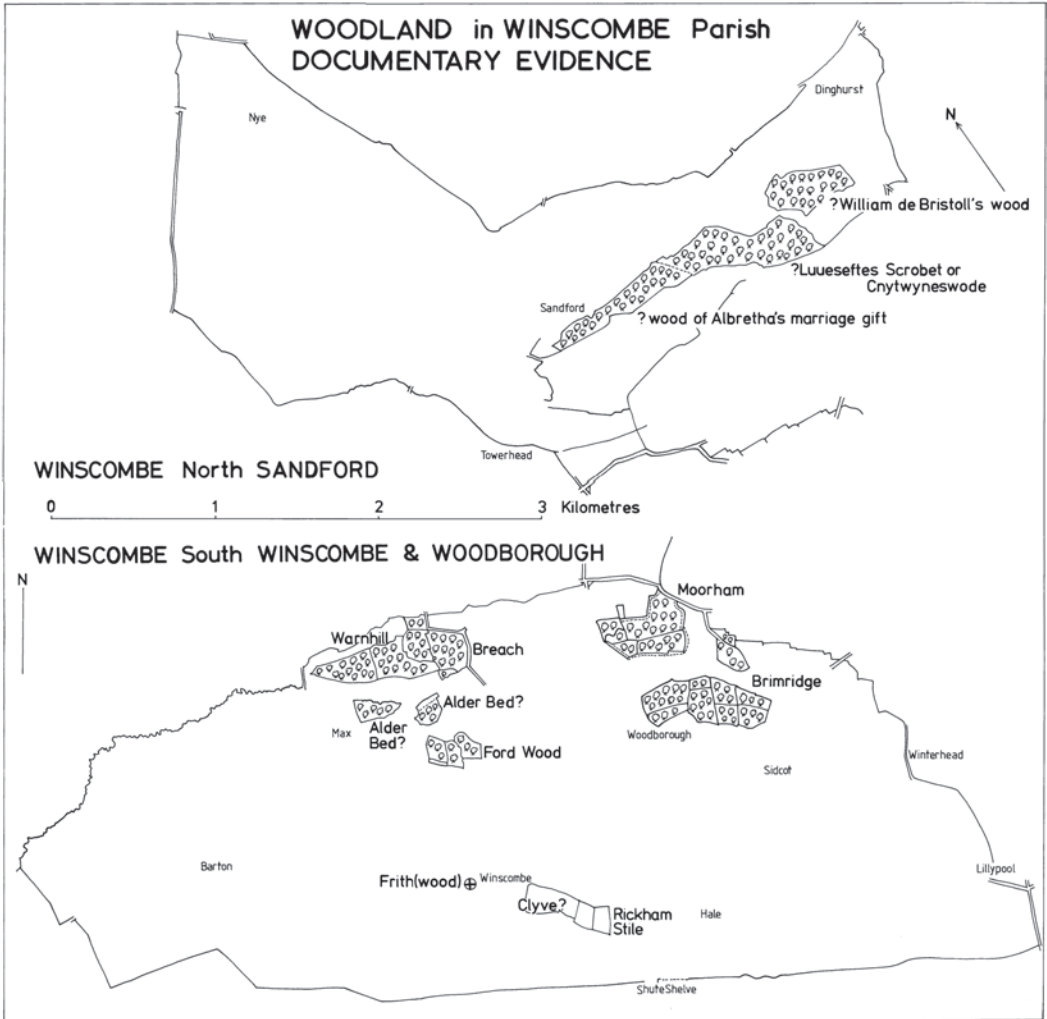 WOODLAND in WINSCOMBE Parish
DOCUMENTARY EVIDENCE
Dinghurst
Nye
N
?William de Bristoll's wood
?Luueseftes Scrobet or
Cnytwyneswode
Sandford
?wood of Albretha's marriage gift
Towerhead
WINSCOMBE North SANDFORD
0 1 2 3 Kilometres
WINSCOMBE South WINSCOMBE & WOODBOROUGH
N
Moorham
Warnhill
Breach
Brimridge
Alder Bed?
Max
Alder
Bed?
Woodborough
Ford Wood
Winterhead
Sidcot
Barton
Lillypool
Frith(wood)
Winscombe
Clyve?
Rickham
Stile
Hale
Shute Shelve